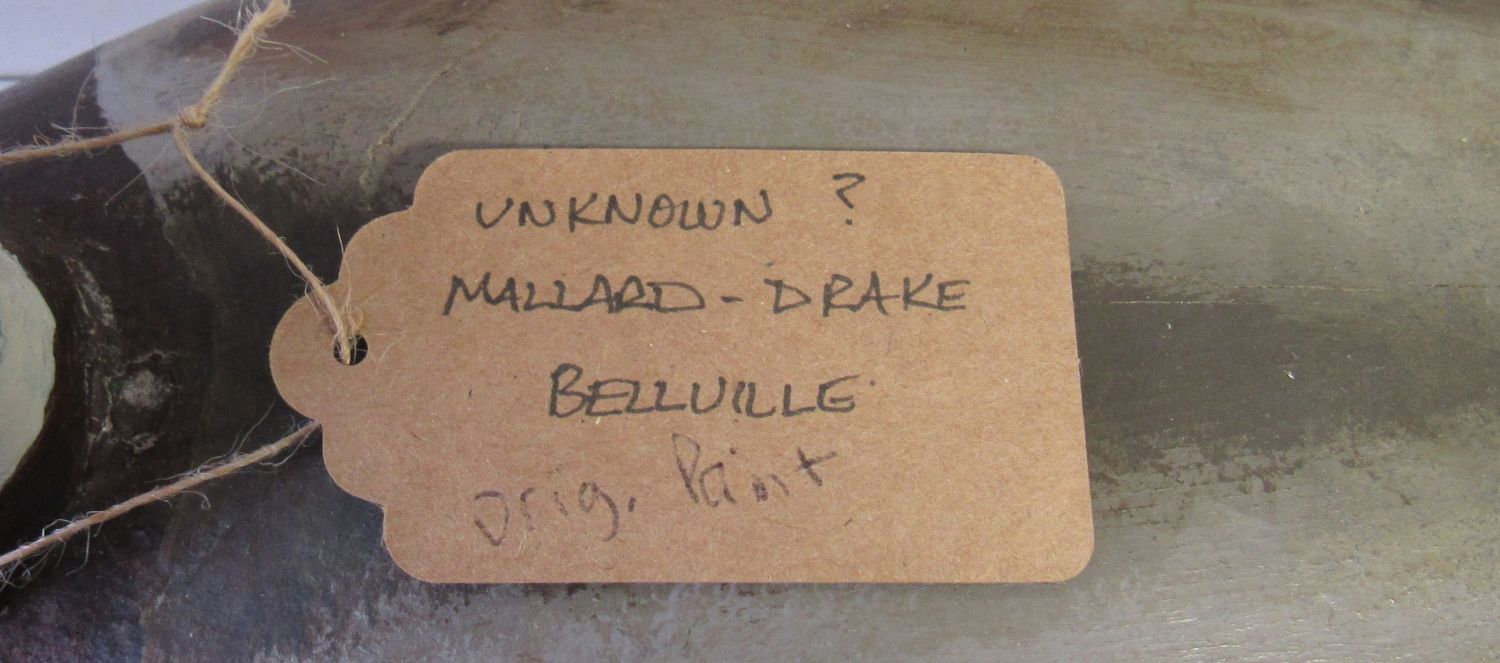 UNKNOWN ?
MALLARD - DRAKE
BELLVILLE
Orig. Paint